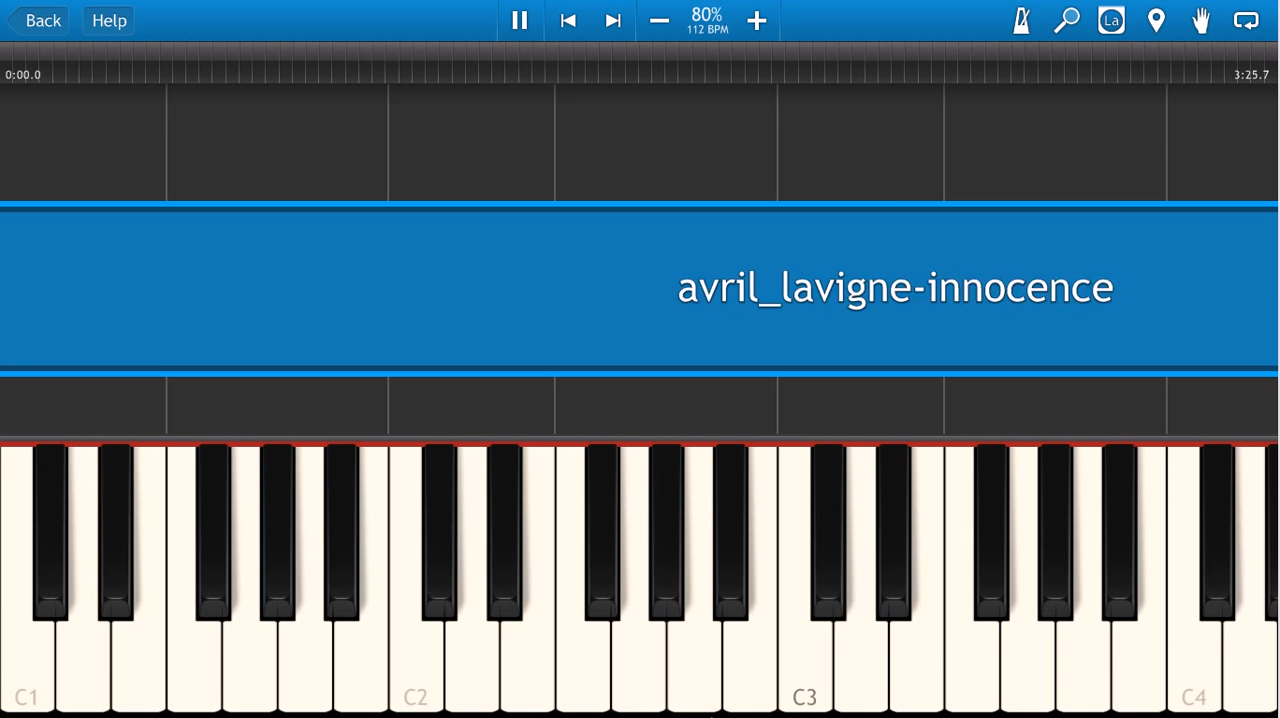 Back Help 80% La
112 BPM
0:00.0 3:25.7
avril_lavigne-innocence
C1 C2 C3 C4